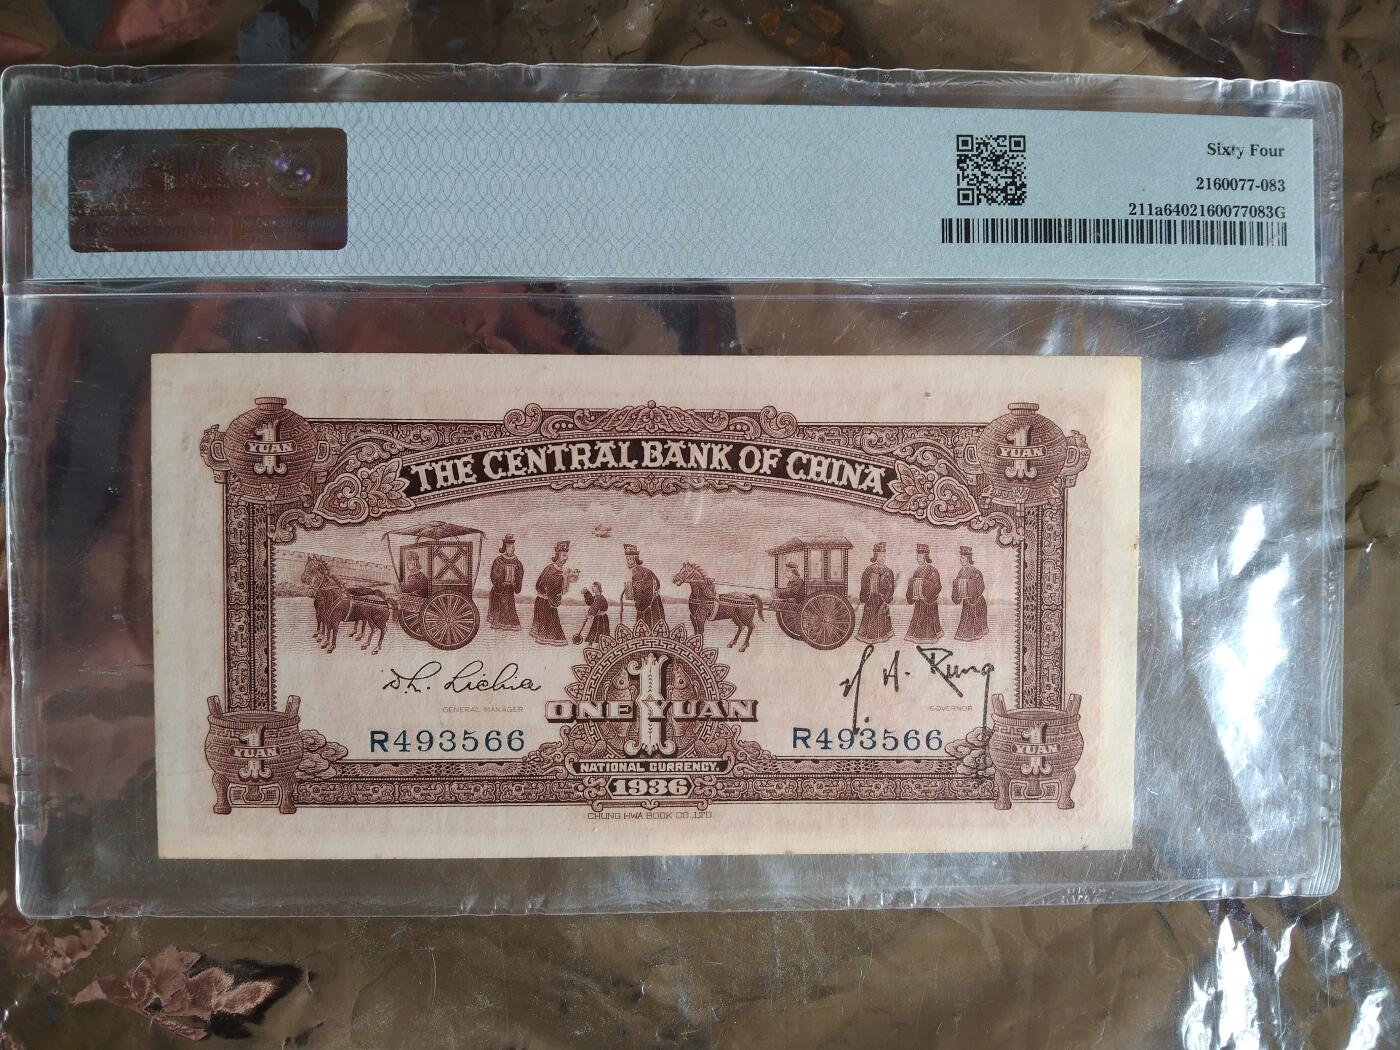 Sixty Four
2160077-083
211a6402160077083G
THE CENTRAL BANK OF CHINA
1 YUAN
1 YUAN
GENERAL MANAGER
GOVERNOR
ONE 1 YUAN
R493566
R493566
1 YUAN
1 YUAN
NATIONAL CURRENCY.
1936
CHUNG HWA BOOK CO., LTD.